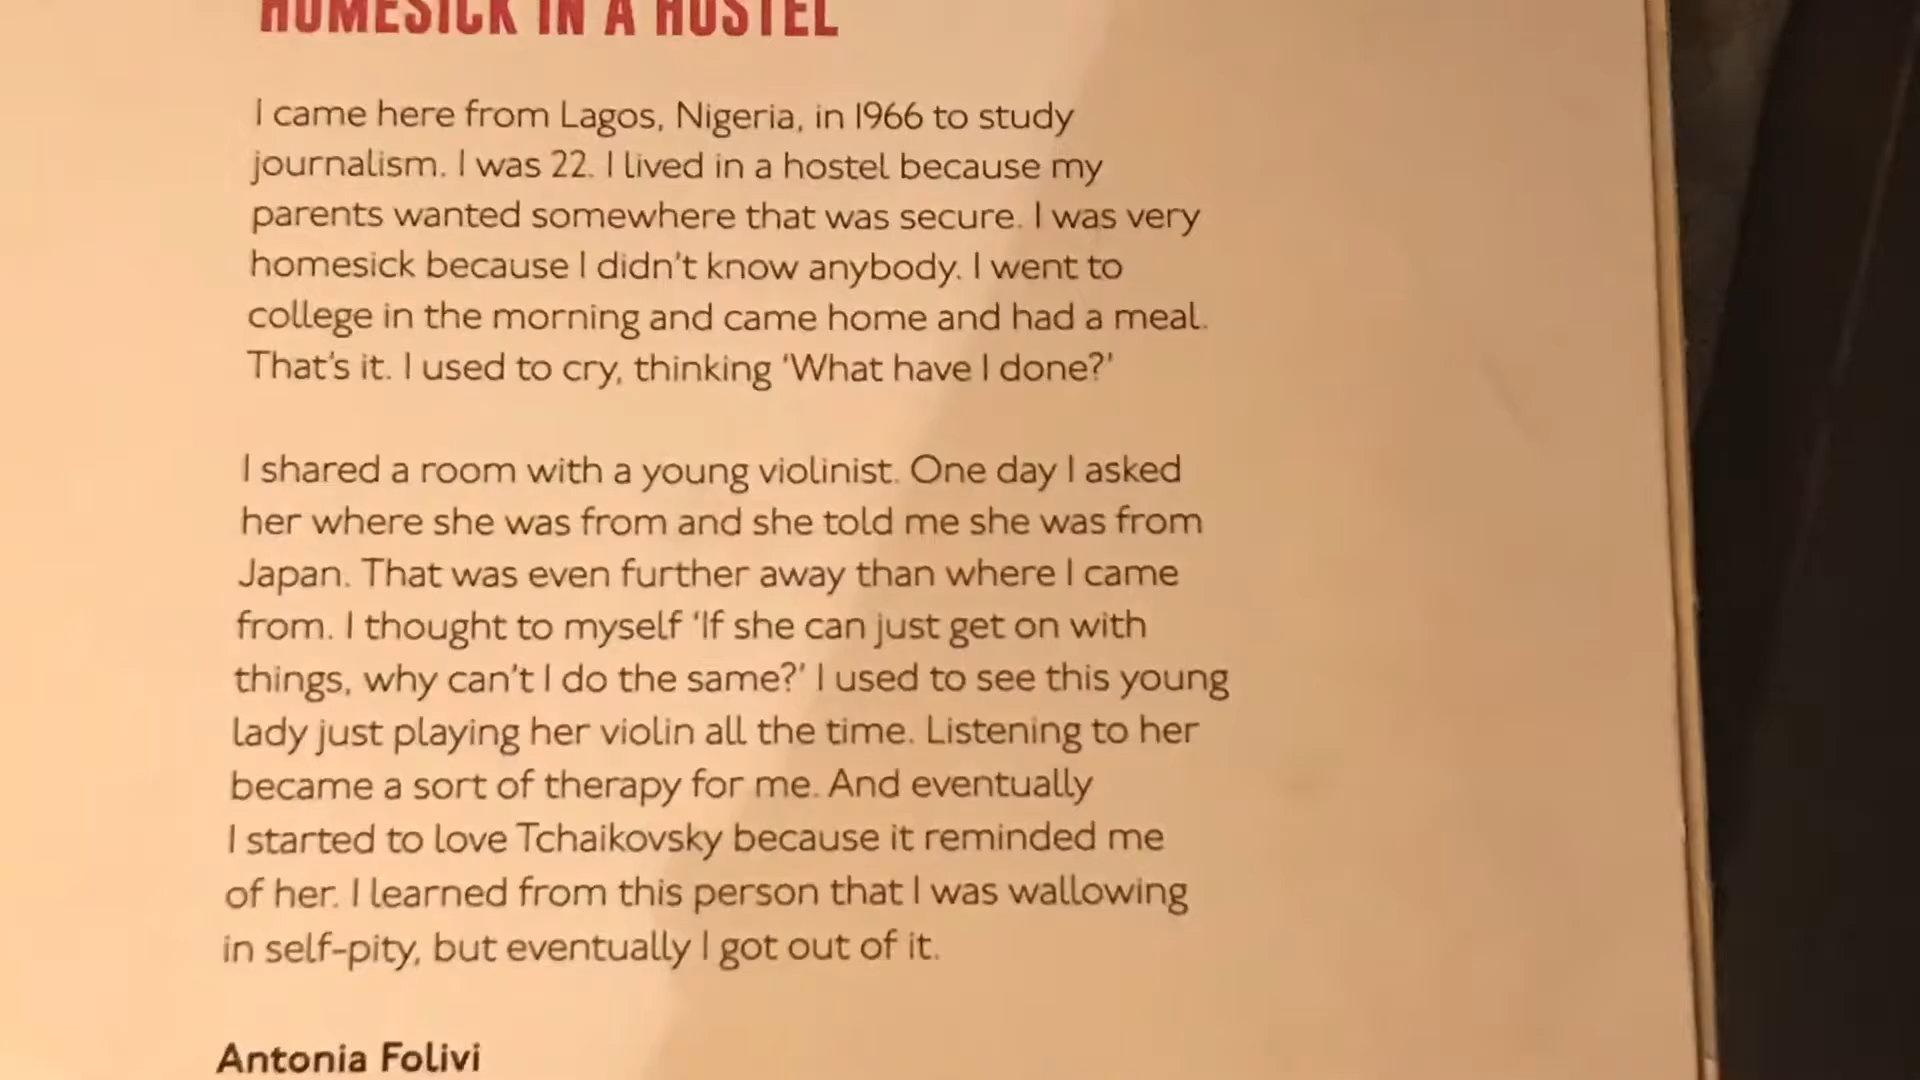 HOMESICK IN A HOSTEL
I came here from Lagos, Nigeria, in 1966 to study
journalism. I was 22. I lived in a hostel because my
parents wanted somewhere that was secure. I was very
homesick because I didn't know anybody. I went to
college in the morning and came home and had a meal.
That's it. I used to cry, thinking ‘What have I done?’
I shared a room with a young violinist. One day I asked
her where she was from and she told me she was from
Japan. That was even further away than where I came
from. I thought to myself ‘If she can just get on with
things, why can't I do the same?’ I used to see this young
lady just playing her violin all the time. Listening to her
became a sort of therapy for me. And eventually
I started to love Tchaikovsky because it reminded me
of her. I learned from this person that I was wallowing
in self-pity, but eventually I got out of it.
Antonia Folivi